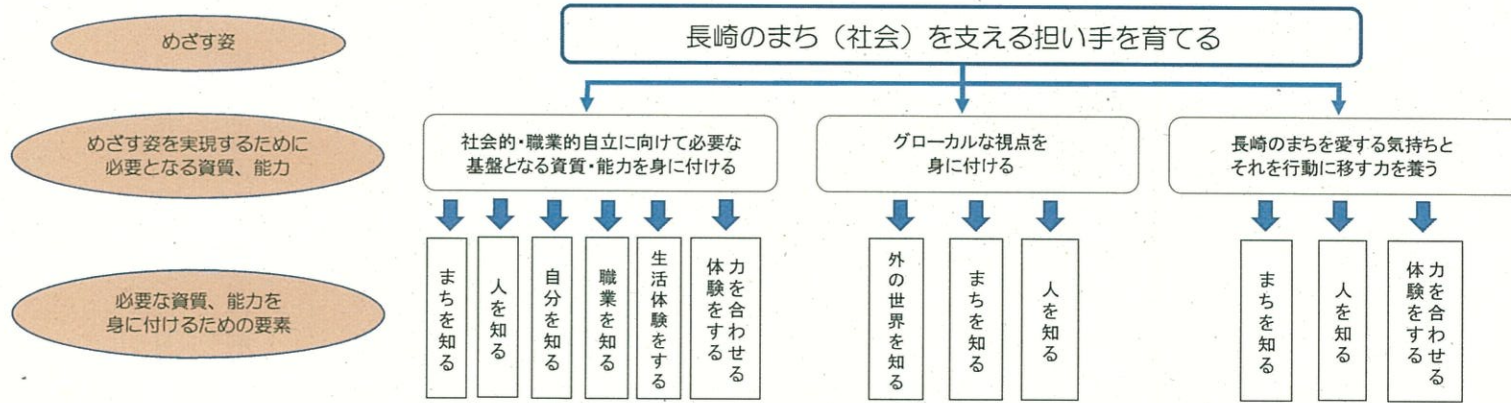 めざす姿
長崎のまち（社会）を支える担い手を育てる
めざす姿を実現するために
必要となる資質、能力
社会的・職業的自立に向けて必要な
基盤となる資質・能力を身に付ける
グローカルな視点を
身に付ける
長崎のまちを愛する気持ちと
それを行動に移す力を養う
必要な資質、能力を
身に付けるための要素
まちを知る
人を知る
自分を知る
職業を知る
生活体験をする
力を合わせる
体験をする
外の世界を知る
まちを知る
人を知る
まちを知る
人を知る
力を合わせる
体験をする